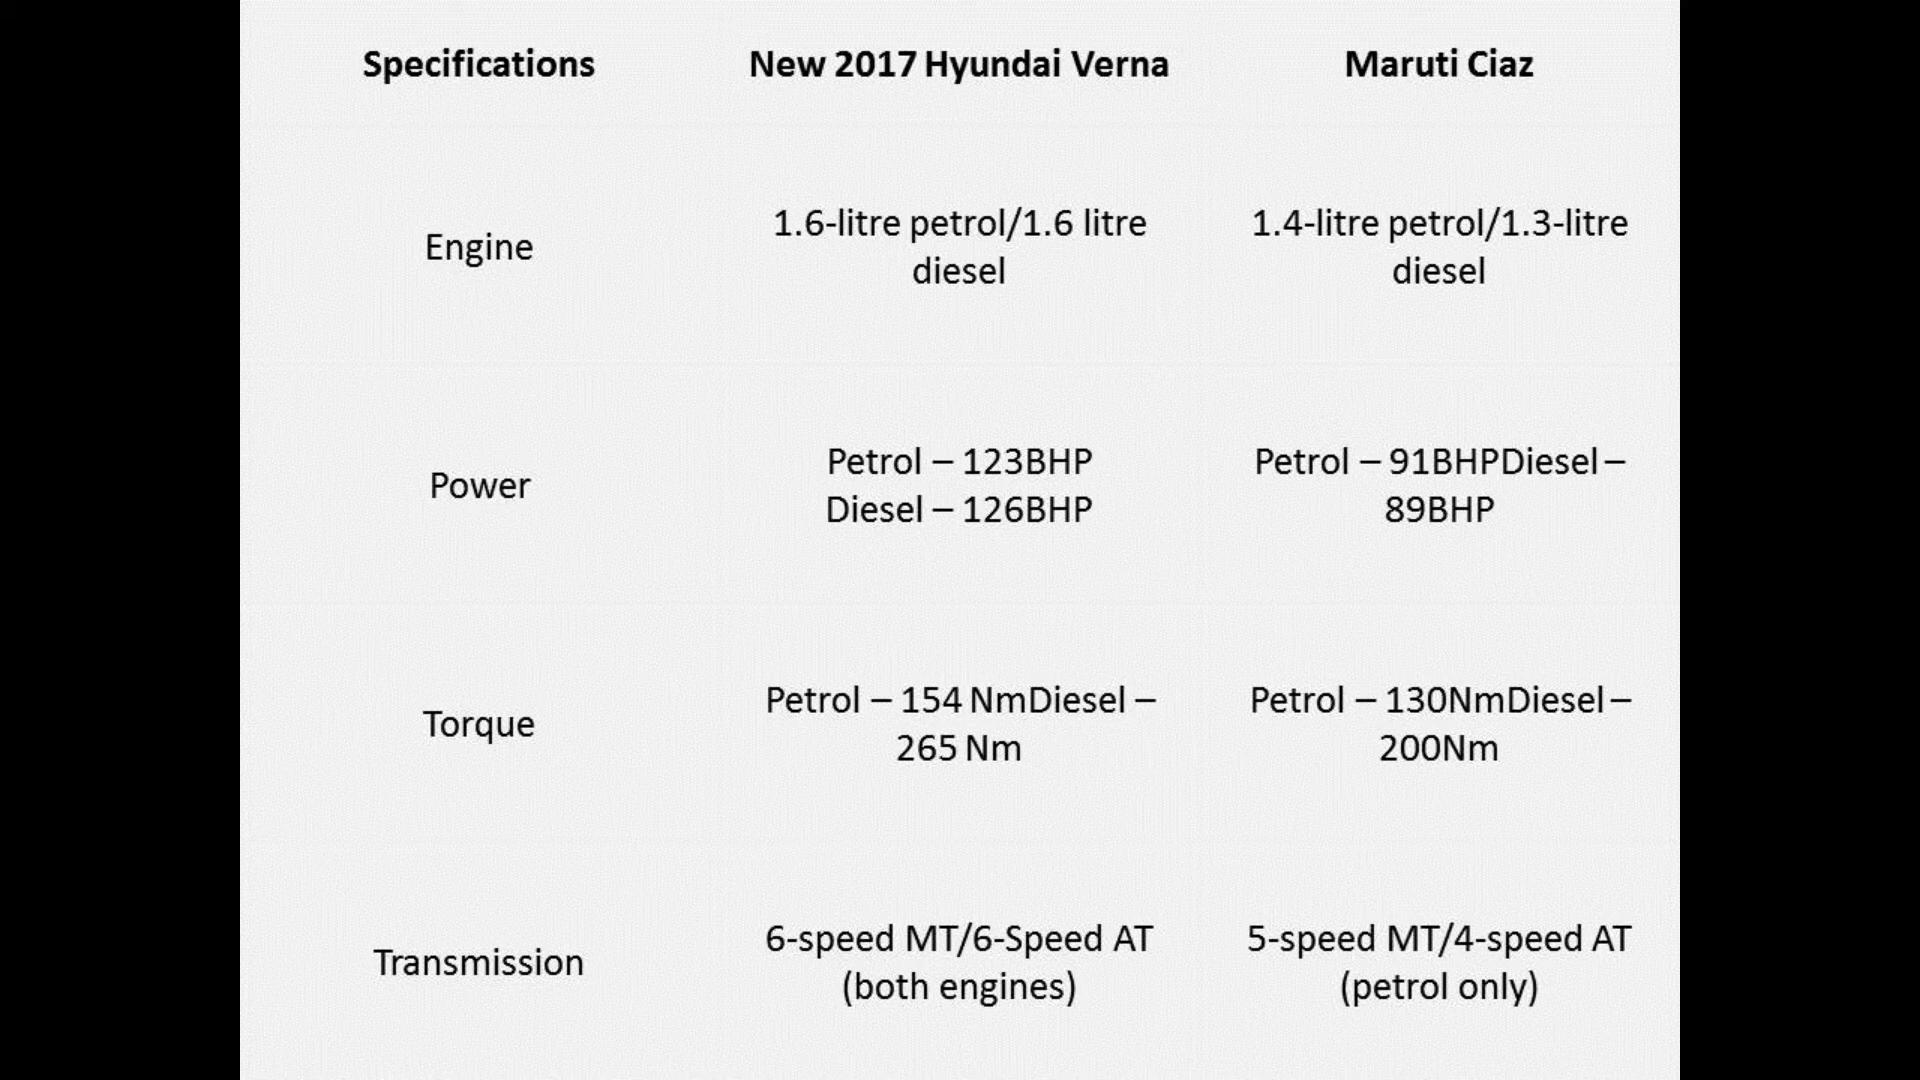 Specifications
New 2017 Hyundai Verna
Maruti Ciaz
Engine
1.6-litre petrol/1.6 litre
diesel
1.4-litre petrol/1.3-litre
diesel
Power
Petrol – 123BHP
Diesel – 126BHP
Petrol – 91BHPDiesel –
89BHP
Torque
Petrol – 154 NmDiesel –
265 Nm
Petrol – 130NmDiesel –
200Nm
Transmission
6-speed MT/6-Speed AT
(both engines)
5-speed MT/4-speed AT
(petrol only)